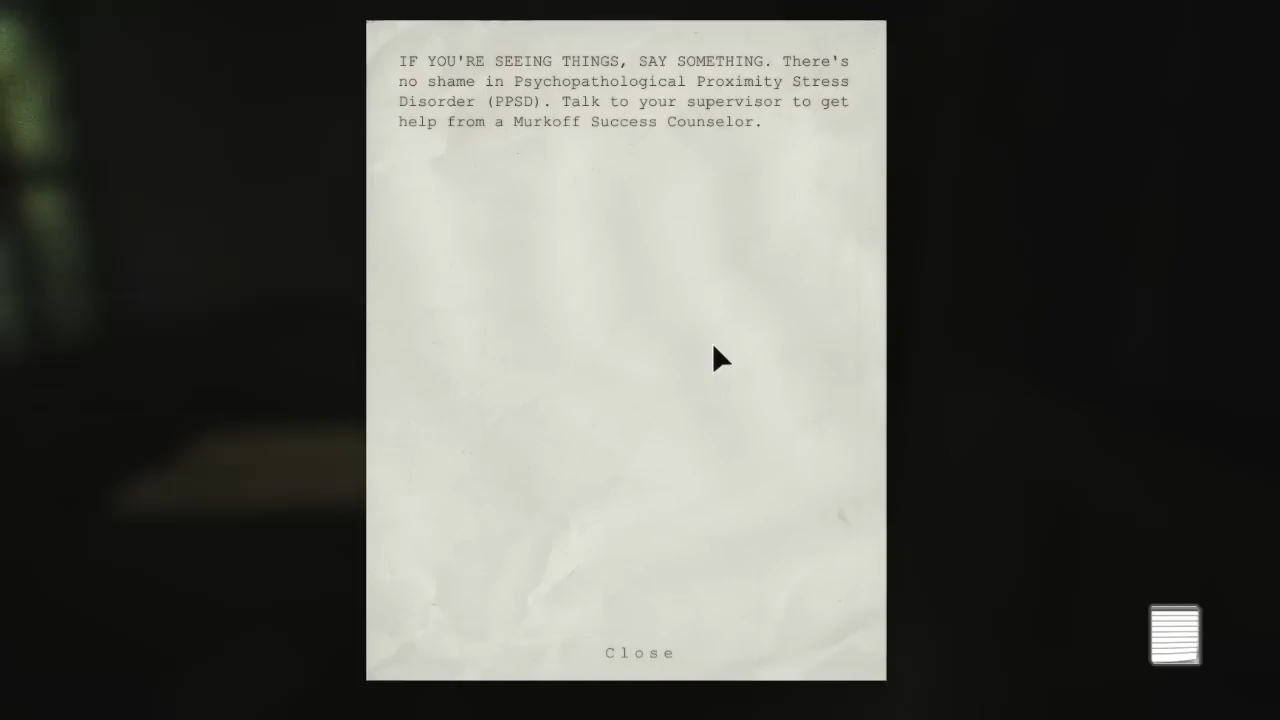 IF YOU'RE SEEING THINGS, SAY SOMETHING. There's
no shame in Psychopathological Proximity Stress
Disorder (PPSD). Talk to your supervisor to get
help from a Murkoff Success Counselor.
Close